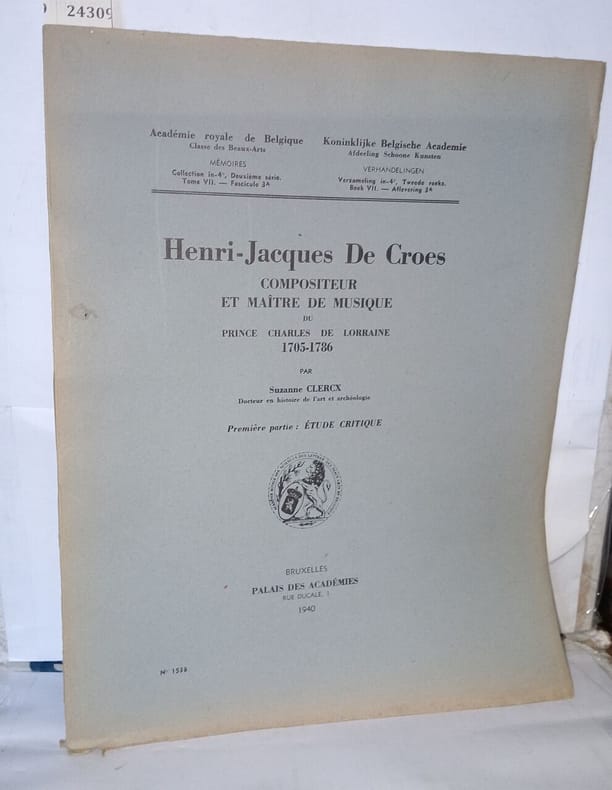 24309
Académie royale de Belgique
Classe des Beaux-Arts
MÉMOIRES
Collection in-4°, Deuxième série.
Tome VII. — Fascicule 3A
Koninklijke Belgische Academie
Afdeeling Schoone Kunsten
VERHANDELINGEN
Verzameling in-4°, Tweede reeks.
Boek VII. — Aflevering 3A
Henri-Jacques De Croes
COMPOSITEUR
ET MAÎTRE DE MUSIQUE
DU
PRINCE CHARLES DE LORRAINE
1705-1786
PAR
Suzanne CLERCX
Docteur en histoire de l'art et archéologie
Première partie : ÉTUDE CRITIQUE
BRUXELLES
PALAIS DES ACADÉMIES
RUE DUCALE, 1
1940
N° 1538